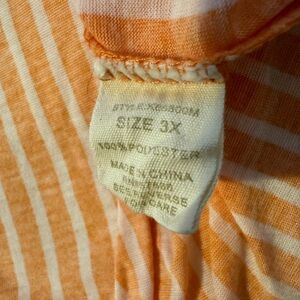 SIZE 3X
100% POLYESTER
MADE IN CHINA
SEE REVERSE
FOR CARE